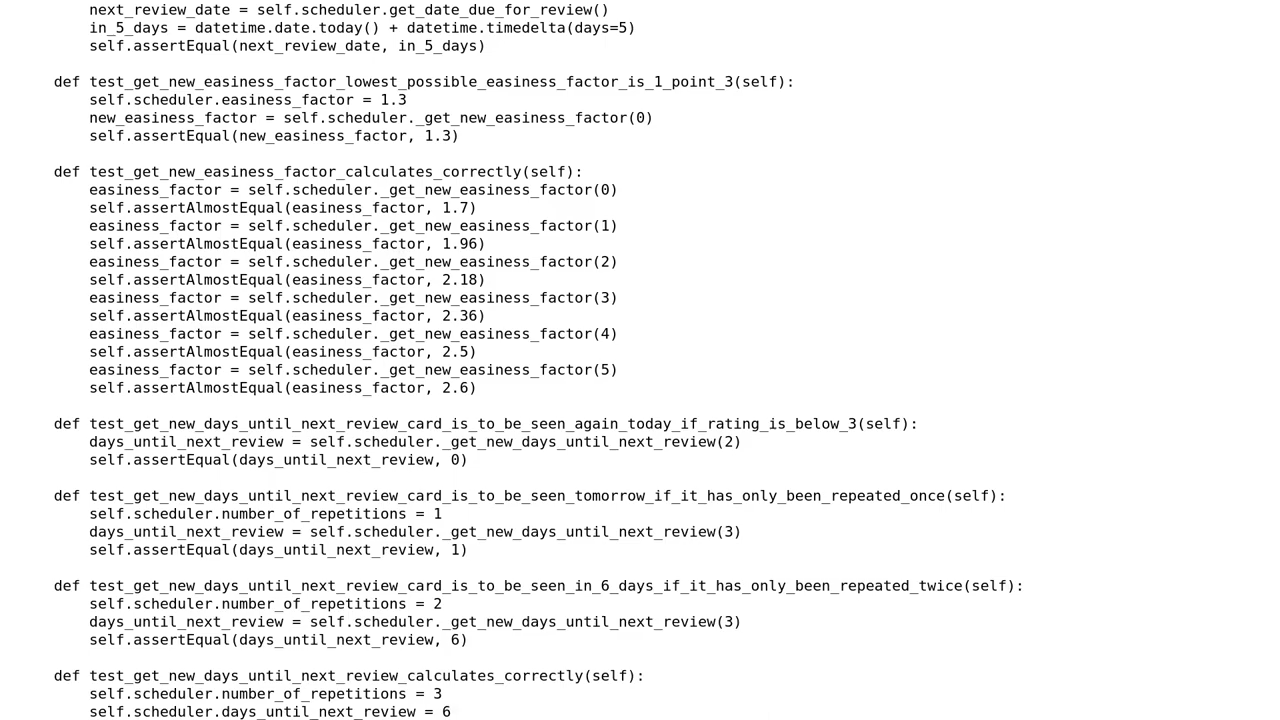 next_review_date = self.scheduler.get_date_due_for_review()
in_5_days = datetime.date.today() + datetime.timedelta(days=5)
self.assertEqual(next_review_date, in_5_days)
def test_get_new_easiness_factor_lowest_possible_easiness_factor_is_1_point_3(self):
self.scheduler.easiness_factor = 1.3
new_easiness_factor = self.scheduler._get_new_easiness_factor(0)
self.assertEqual(new_easiness_factor, 1.3)
def test_get_new_easiness_factor_calculates_correctly(self):
easiness_factor = self.scheduler._get_new_easiness_factor(0)
self.assertAlmostEqual(easiness_factor, 1.7)
easiness_factor = self.scheduler._get_new_easiness_factor(1)
self.assertAlmostEqual(easiness_factor, 1.96)
easiness_factor = self.scheduler._get_new_easiness_factor(2)
self.assertAlmostEqual(easiness_factor, 2.18)
easiness_factor = self.scheduler._get_new_easiness_factor(3)
self.assertAlmostEqual(easiness_factor, 2.36)
easiness_factor = self.scheduler._get_new_easiness_factor(4)
self.assertAlmostEqual(easiness_factor, 2.5)
easiness_factor = self.scheduler._get_new_easiness_factor(5)
self.assertAlmostEqual(easiness_factor, 2.6)
def test_get_new_days_until_next_review_card_is_to_be_seen_again_today_if_rating_is_below_3(self):
days_until_next_review = self.scheduler._get_new_days_until_next_review(2)
self.assertEqual(days_until_next_review, 0)
def test_get_new_days_until_next_review_card_is_to_be_seen_tomorrow_if_it_has_only_been_repeated_once(self):
self.scheduler.number_of_repetitions = 1
days_until_next_review = self.scheduler._get_new_days_until_next_review(3)
self.assertEqual(days_until_next_review, 1)
def test_get_new_days_until_next_review_card_is_to_be_seen_in_6_days_if_it_has_only_been_repeated_twice(self):
self.scheduler.number_of_repetitions = 2
days_until_next_review = self.scheduler._get_new_days_until_next_review(3)
self.assertEqual(days_until_next_review, 6)
def test_get_new_days_until_next_review_calculates_correctly(self):
self.scheduler.number_of_repetitions = 3
self.scheduler.days_until_next_review = 6